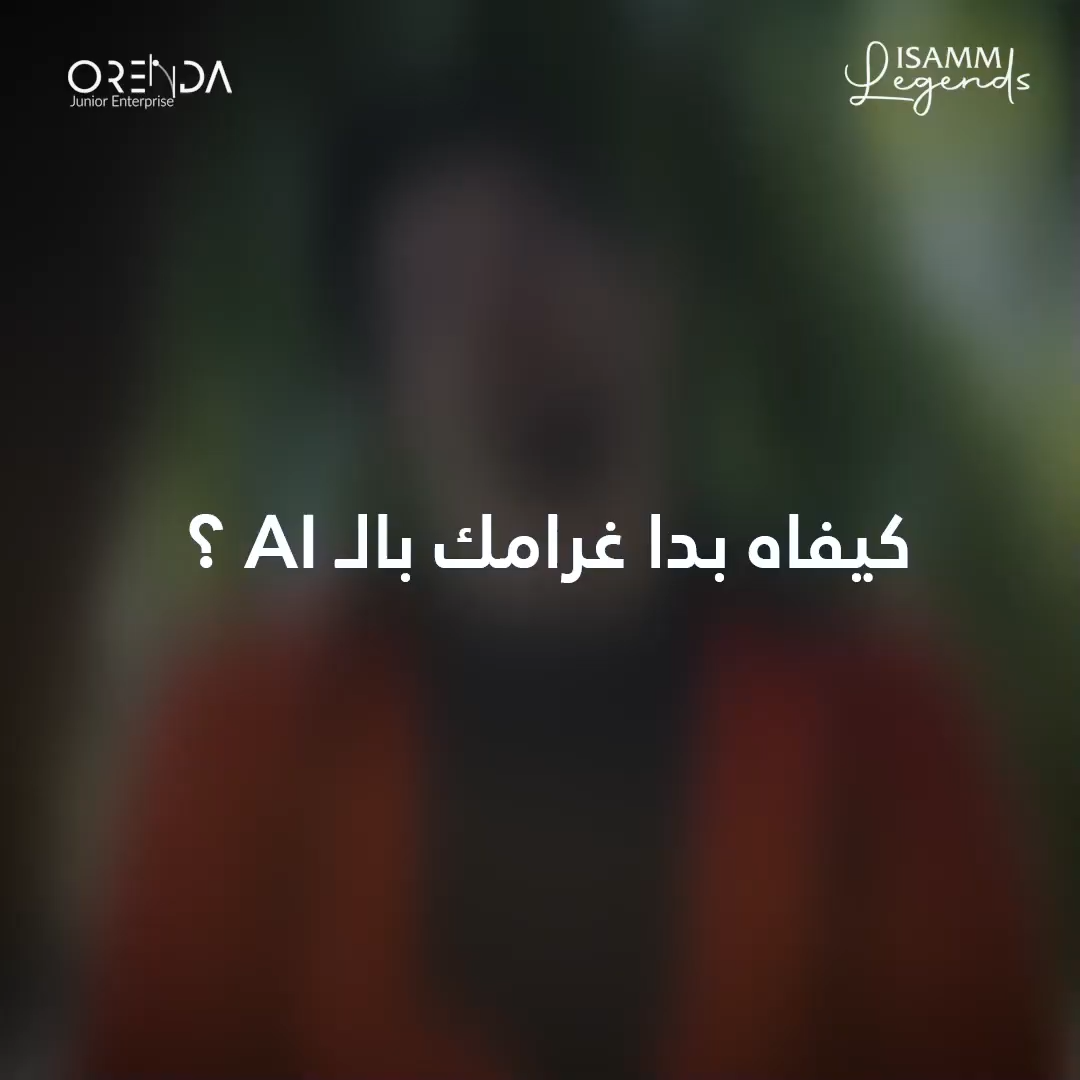 ORENDA
Junior Enterprise
ISAMM
Legends
كيفاه بدا غرامك بالـ AI ؟